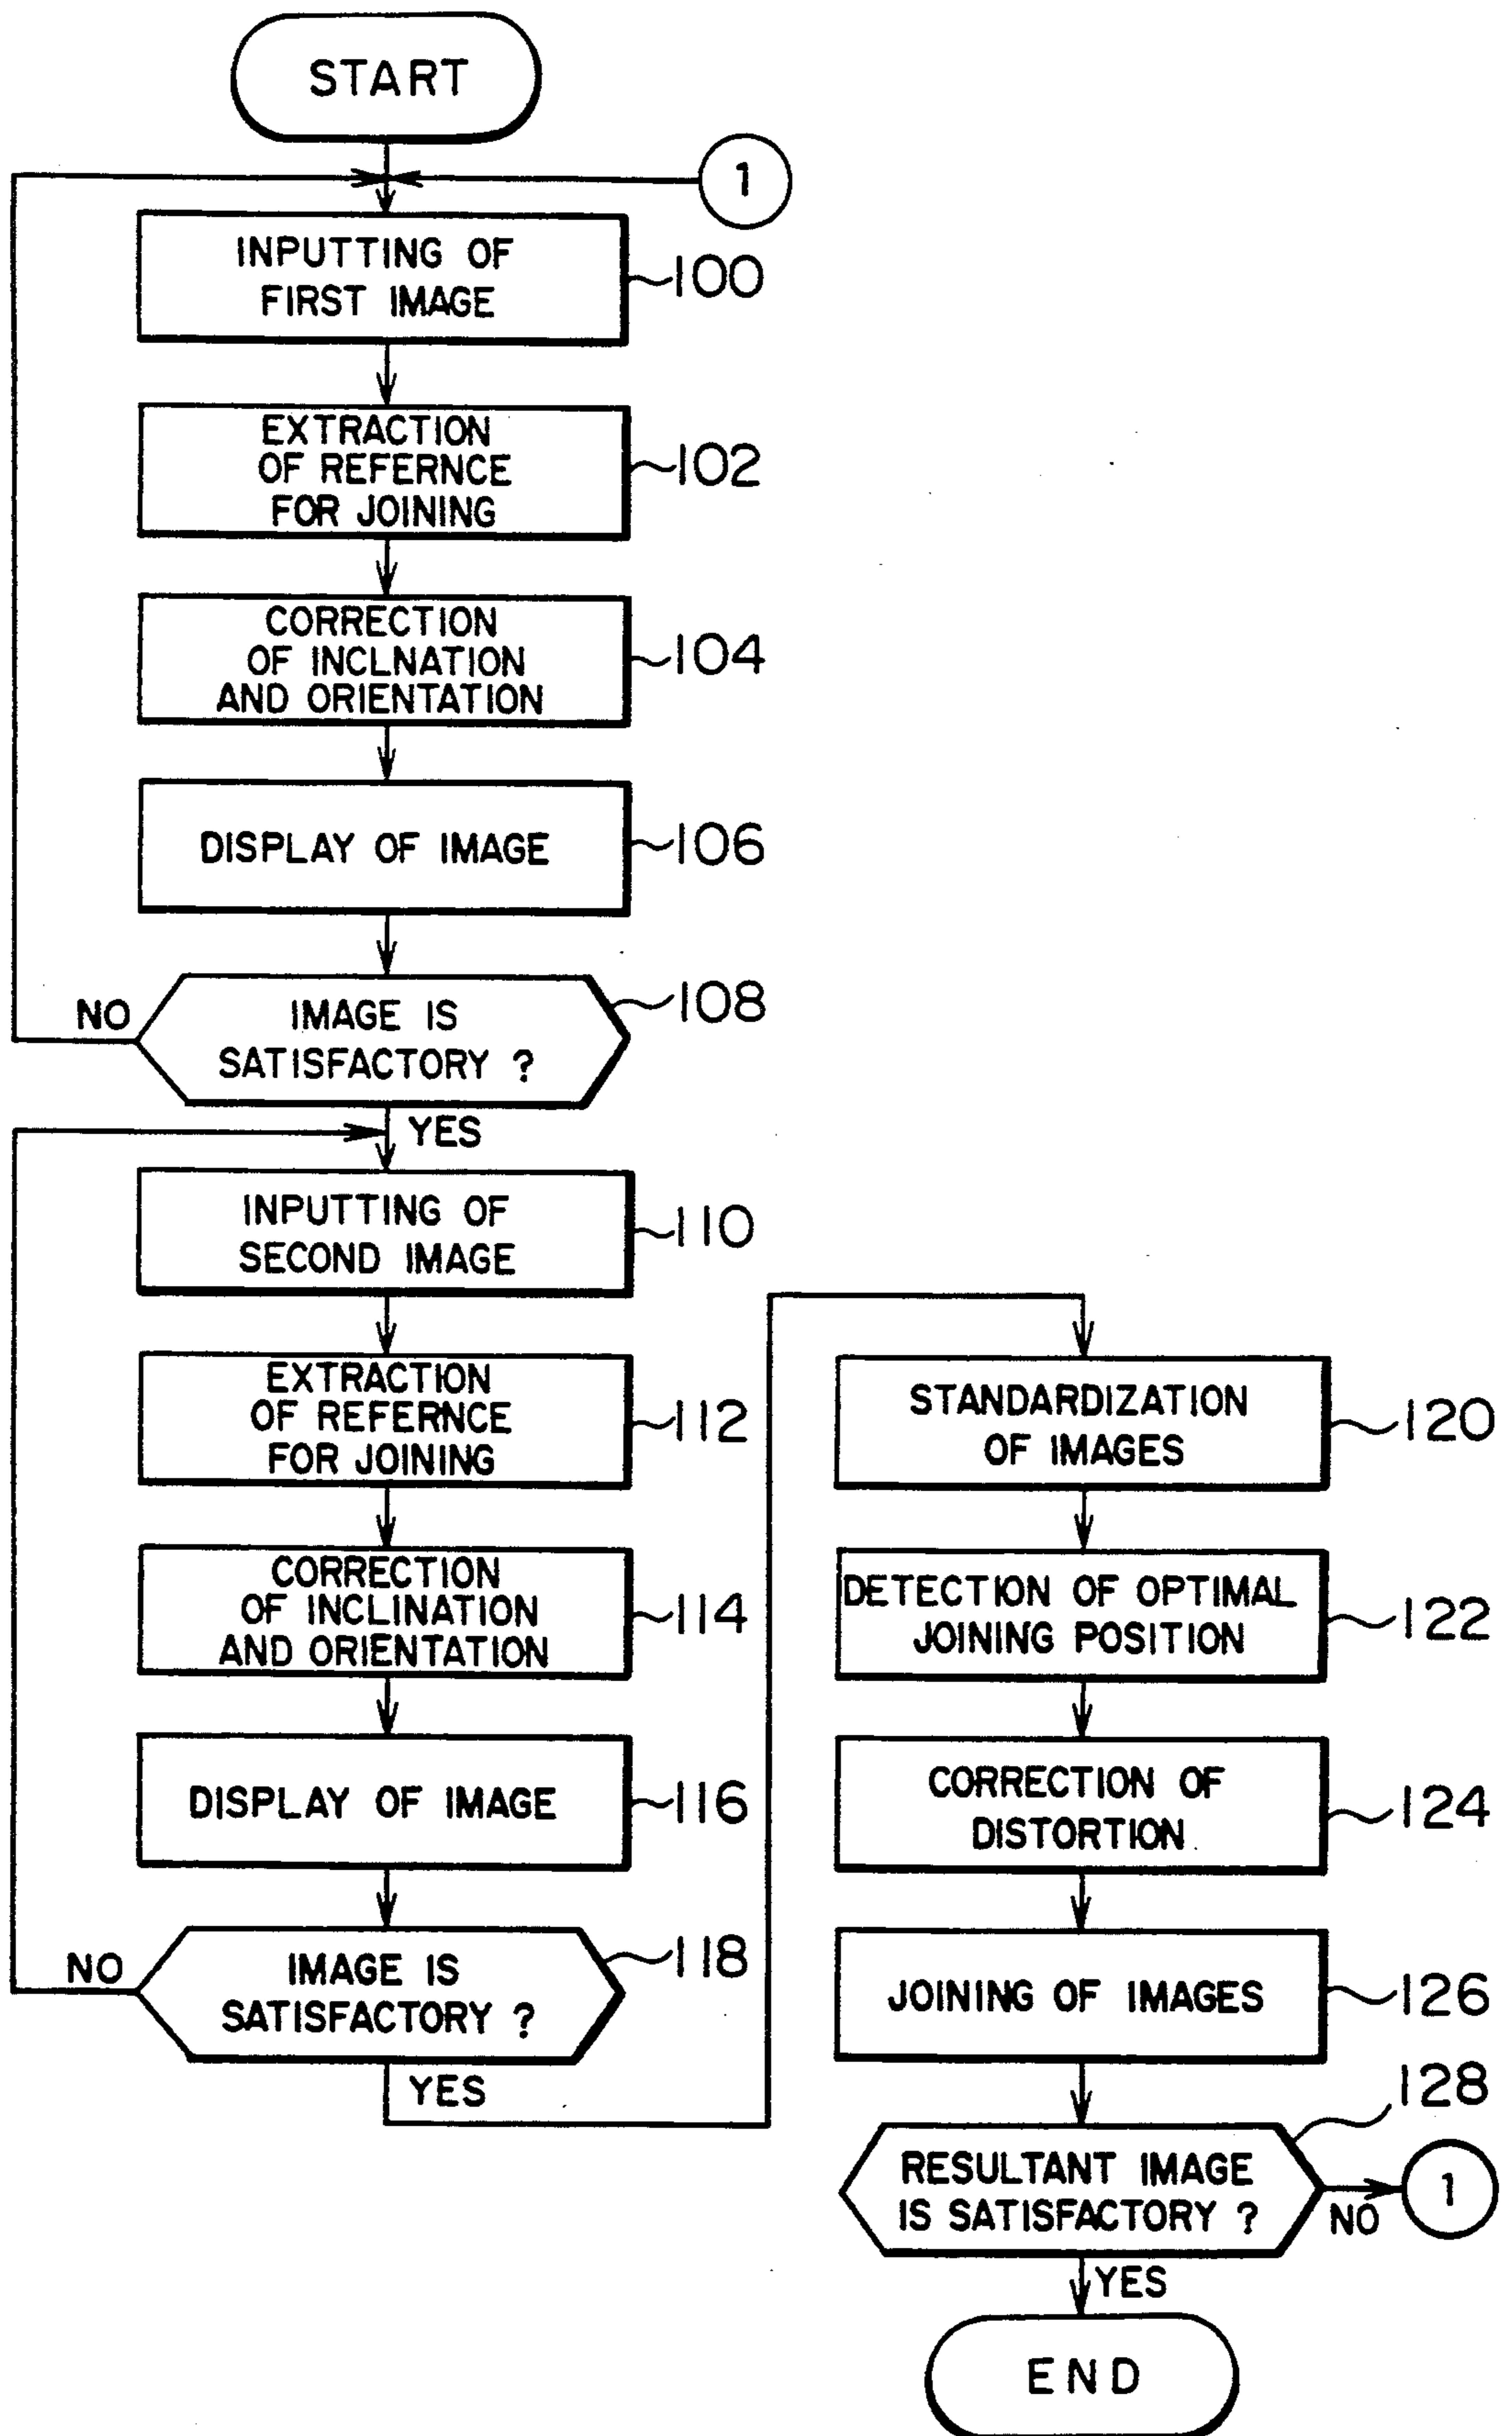 START
1
INPUTTING OF
FIRST IMAGE
100
EXTRACTION
OF REFERNCE
FOR JOINING
102
CORRECTION
OF INCLNATION
AND ORIENTATION
104
DISPLAY OF IMAGE
106
IMAGE IS
SATISFACTORY ?
108
NO
YES
INPUTTING OF
SECOND IMAGE
110
EXTRACTION
OF REFERNCE
FOR JOINING
112
CORRECTION
OF INCLINATION
AND ORIENTATION
114
DISPLAY OF IMAGE
116
IMAGE IS
SATISFACTORY ?
118
NO
YES
STANDARDIZATION
OF IMAGES
120
DETECTION OF OPTIMAL
JOINING POSITION
122
CORRECTION OF
DISTORTION
124
JOINING OF IMAGES
126
RESULTANT IMAGE
IS SATISFACTORY ?
128
NO
1
YES
END